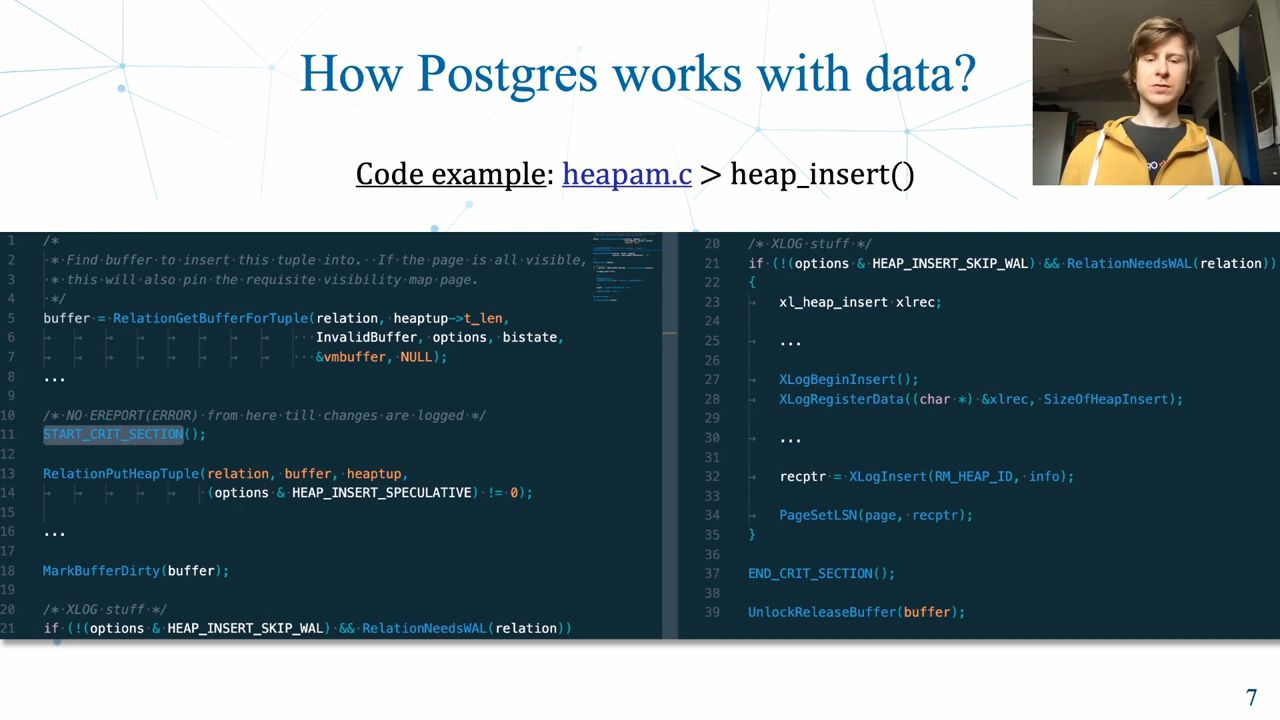 How Postgres works with data?
Code example: heapam.c > heap_insert()
1 /*
2 * Find buffer to insert this tuple into. If the page is all visible,
3 * this will also pin the requisite visibility map page.
4 */
5 buffer = RelationGetBufferForTuple(relation, heaptup->t_len,
6 InvalidBuffer, options, bistate,
7 &vmbuffer, NULL);
8 ...
9
10 /* NO EREPORT(ERROR) from here till changes are logged */
11 START_CRIT_SECTION();
12
13 RelationPutHeapTuple(relation, buffer, heaptup,
14 (options & HEAP_INSERT_SPECULATIVE) != 0);
15
16 ...
17
18 MarkBufferDirty(buffer);
19
20 /* XLOG stuff */
21 if (!(options & HEAP_INSERT_SKIP_WAL) && RelationNeedsWAL(relation))
20 /* XLOG stuff */
21 if (!(options & HEAP_INSERT_SKIP_WAL) && RelationNeedsWAL(relation))
22 {
23 xl_heap_insert xlrec;
24
25 ...
26
27 XLogBeginInsert();
28 XLogRegisterData((char *) &xlrec, SizeOfHeapInsert);
29
30 ...
31
32 recptr = XLogInsert(RM_HEAP_ID, info);
33
34 PageSetLSN(page, recptr);
35 }
36
37 END_CRIT_SECTION();
38
39 UnlockReleaseBuffer(buffer);
7